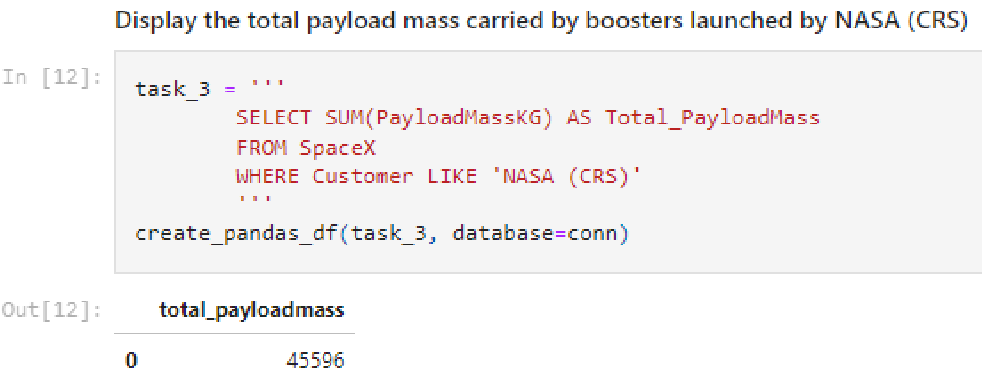 Display the total payload mass carried by boosters launched by NASA (CRS)
In [12]:
task_3 = '''
SELECT SUM(PayloadMassKG) AS Total_PayloadMass
FROM SpaceX
WHERE Customer LIKE 'NASA (CRS)'
'''
create_pandas_df(task_3, database=conn)
Out[12]:
total_payloadmass
0 45596